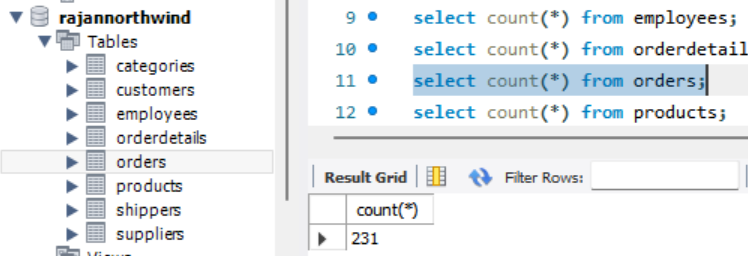 rajannorthwind
Tables
categories
customers
employees
orderdetails
orders
products
shippers
suppliers
9 select count(*) from employees;
10 select count(*) from orderdetail
11 select count(*) from orders;
12 select count(*) from products;
Result Grid Filter Rows:
count(*)
231